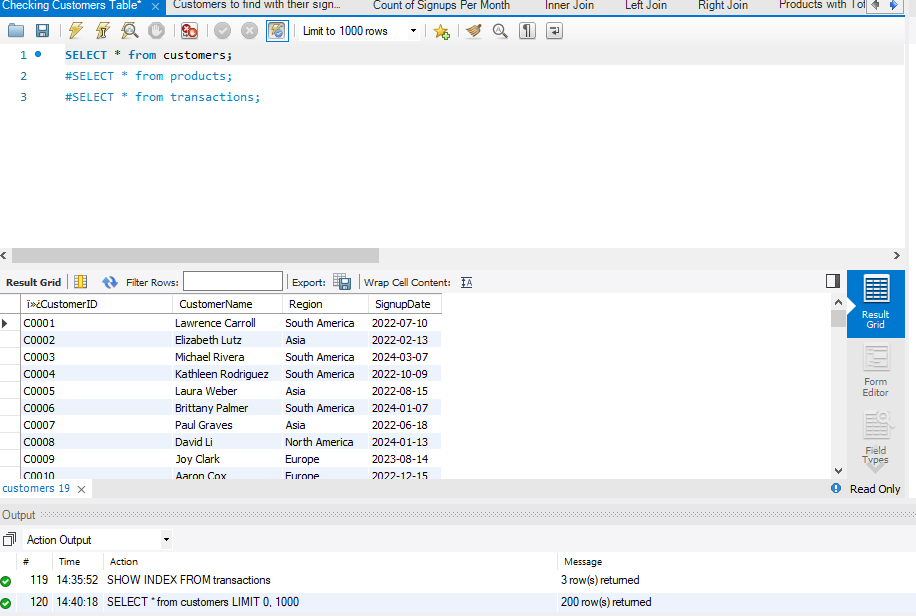 Checking Customers Table* × Customers to find with their sign... Count of Signups Per Month Inner Join Left Join Right Join Products with Tot
Limit to 1000 rows
1 SELECT * from customers;
2 #SELECT * from products;
3 #SELECT * from transactions;
Result Grid Filter Rows: Export: Wrap Cell Content:
CustomerID CustomerName Region SignupDate
C0001 Lawrence Carroll South America 2022-07-10
C0002 Elizabeth Lutz Asia 2022-02-13
C0003 Michael Rivera South America 2024-03-07
C0004 Kathleen Rodriguez South America 2022-10-09
C0005 Laura Weber Asia 2022-08-15
C0006 Brittany Palmer South America 2024-01-07
C0007 Paul Graves Asia 2022-06-18
C0008 David Li North America 2024-01-13
C0009 Joy Clark Europe 2023-08-14
C0010 Aaron Cox Europe 2022-12-15
Result
Grid
Form
Editor
Field
Types
customers 19 × Read Only
Output
Action Output
# Time Action Message
119 14:35:52 SHOW INDEX FROM transactions 3 row(s) returned
120 14:40:18 SELECT * from customers LIMIT 0, 1000 200 row(s) returned